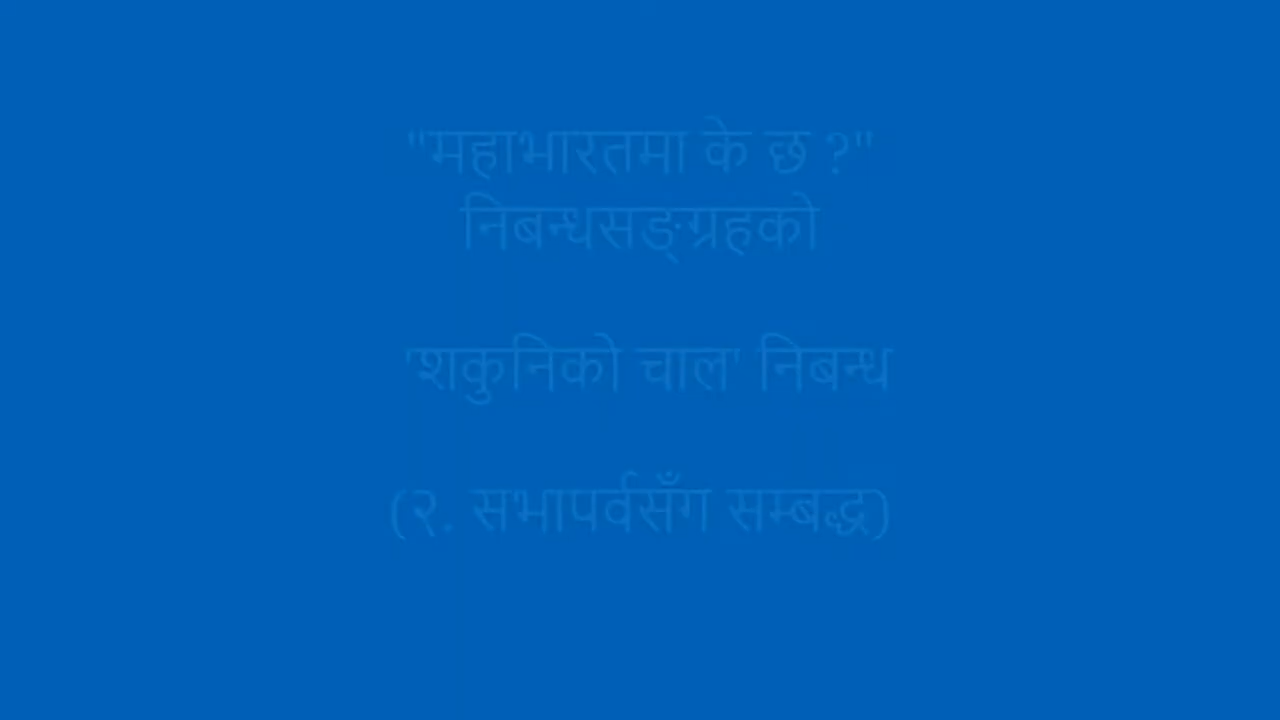 "महाभारतमा के छ ?"
निबन्धसङ्ग्रहको
'शकुनिको चाल' निबन्ध
(२. सभापर्वसँग सम्बद्ध)